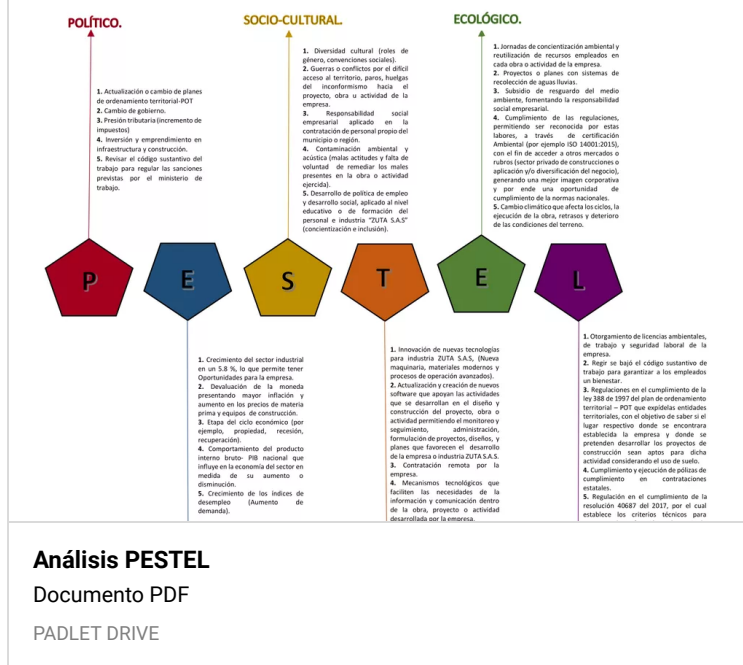 POLÍTICO.
SOCIO-CULTURAL.
ECOLÓGICO.
1. Actualización o cambio de planes
de ordenamiento territorial-POT
2. Cambio de gobierno.
3. Presión tributaria (incremento de
impuestos)
4. Inversión y emprendimiento en
infraestructura y construcción.
5. Revisar el código sustantivo del
trabajo para regular las sanciones
previstas por el ministerio de
trabajo.
1. Diversidad cultural (roles de
género, convenciones sociales).
2. Guerras o conflictos por el difícil
acceso al territorio, paros, huelgas
del inconformismo hacia el
proyecto, obra u actividad de la
empresa.
3. Responsabilidad social
empresarial aplicado en la
contratación de personal propio del
municipio o región.
4. Contaminación ambiental y
acústica (malas actitudes y falta de
voluntad de remediar los males
presentes en la obra o actividad
ejercida).
5. Desarrollo de política de empleo
y desarrollo social, aplicado al nivel
educativo o de formación del
personal e industria "ZUTA S.A.S"
(concientización e inclusión).
1. Jornadas de concientización ambiental y
reutilización de recursos empleados en
cada obra o actividad de la empresa.
2. Proyectos o planes con sistemas de
recolección de aguas lluvias.
3. Subsidio de resguardo del medio
ambiente, fomentando la responsabilidad
social empresarial.
4. Cumplimiento de las regulaciones,
permitiendo ser reconocida por estas
labores, a través de certificación
Ambiental (por ejemplo ISO 14001:2015),
con el fin de acceder a otros mercados o
rubros (sector privado de construcciones o
aplicación y/o diversificación del negocio),
generando una mejor imagen corporativa
y por ende una oportunidad de
cumplimiento de la normas nacionales.
5. Cambio climático que afecta los ciclos, la
ejecución de la obra, retrasos y deterioro
de las condiciones del terreno.
P
E
S
T
E
L
1. Crecimiento del sector industrial
en un 5.8 %, lo que permite tener
Oportunidades para la empresa.
2. Devaluación de la moneda
presentando mayor inflación y
aumento en los precios de materia
prima y equipos de construcción.
3. Etapa del ciclo económico (por
ejemplo, propiedad, recesión,
recuperación).
4. Comportamiento del producto
interno bruto- PIB nacional que
influye en la economía del sector en
medida de su aumento o
disminución.
5. Crecimiento de los índices de
desempleo (Aumento de
demanda).
1. Innovación de nuevas tecnologías
para industria ZUTA S.A.S, (Nueva
maquinaria, materiales modernos y
procesos de operación avanzados).
2. Actualización y creación de nuevos
software que apoyan las actividades
que se desarrollan en el diseño y
construcción del proyecto, obra o
actividad permitiendo el monitoreo y
seguimiento, administración,
formulación de proyectos, diseños, y
planes que favorecen el desarrollo
de la empresa o industria ZUTA S.A.S.
3. Contratación remota por la
empresa.
4. Mecanismos tecnológicos que
faciliten las necesidades de la
información y comunicación dentro
de la obra, proyecto o actividad
desarrollada por la empresa.
1. Otorgamiento de licencias ambientales,
de trabajo y seguridad laboral de la
empresa.
2. Regir se bajó el código sustantivo de
trabajo para garantizar a los empleados
un bienestar.
3. Regulaciones en el cumplimiento de la
ley 388 de 1997 del plan de ordenamiento
territorial – POT que expidelas entidades
territoriales, con el objetivo de saber si el
lugar respectivo donde se encontrara
establecida la empresa y donde se
pretenden desarrollar los proyectos de
construcción sean aptos para dicha
actividad considerando el uso de suelo.
4. Cumplimiento y ejecución de pólizas de
cumplimiento en contrataciones
estatales.
5. Regulación en el cumplimiento de la
resolución 40687 del 2017, por el cual
establece los criterios técnicos para
Análisis PESTEL
Documento PDF
PADLET DRIVE